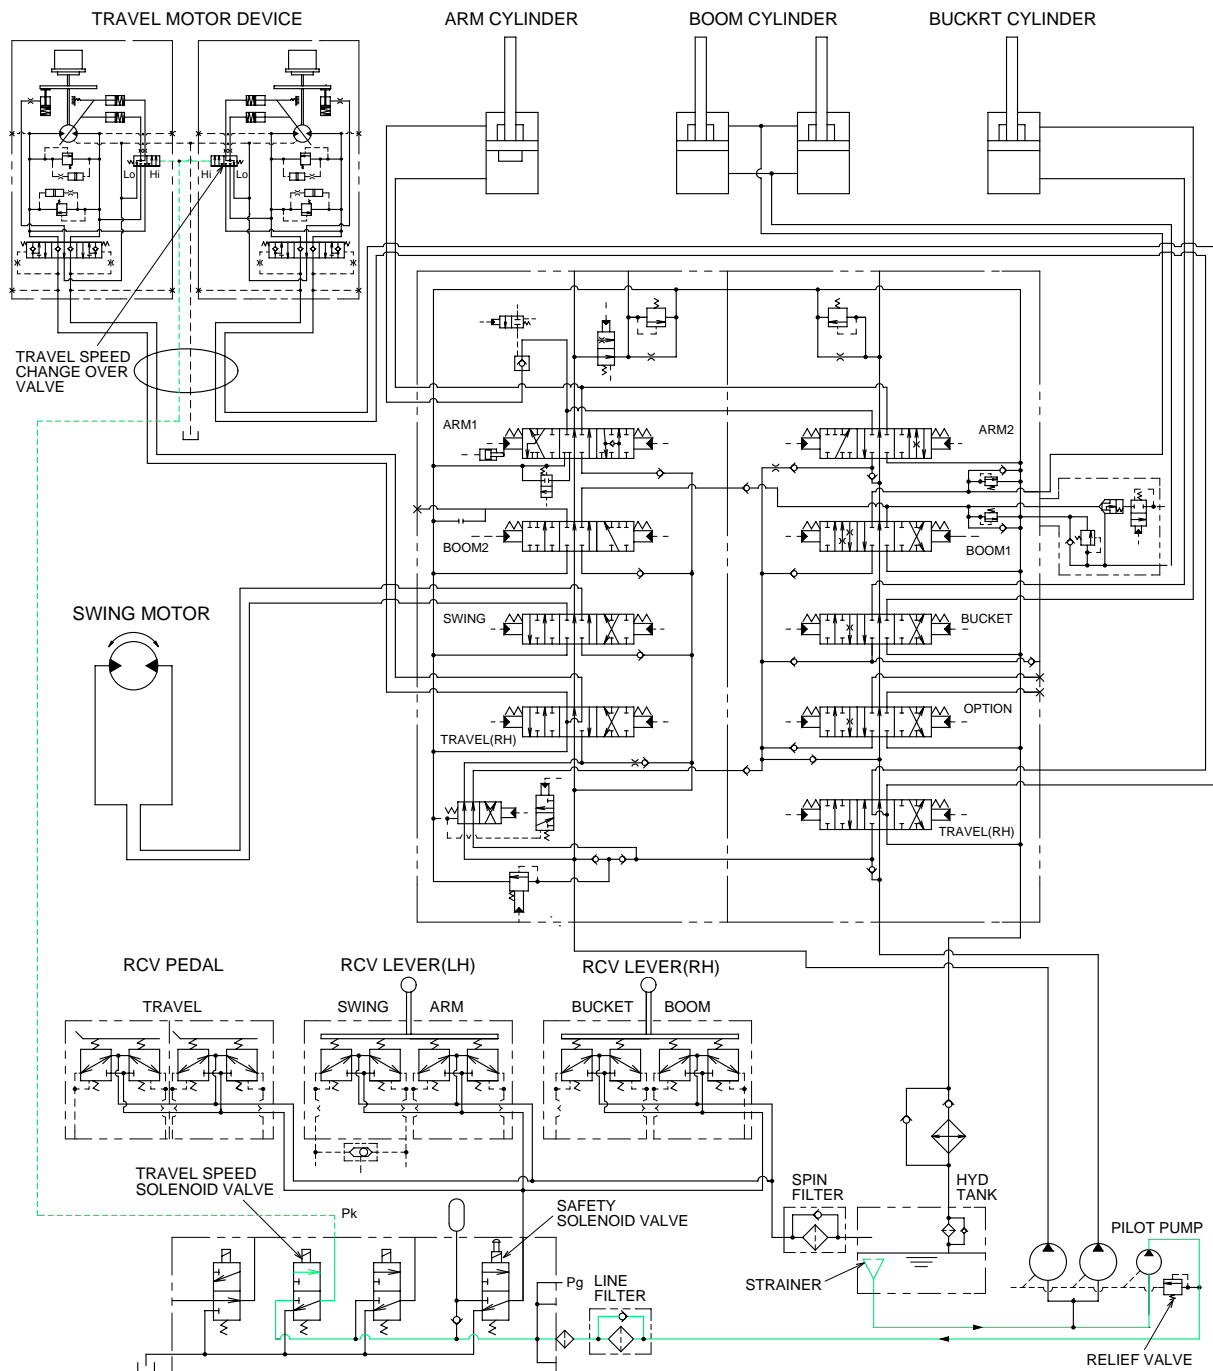 TRAVEL MOTOR DEVICE
ARM CYLINDER
BOOM CYLINDER
BUCKRT CYLINDER
Lo
Hi
Hi
Lo
TRAVEL SPEED
CHANGE OVER
VALVE
ARM1
ARM2
BOOM2
BOOM1
SWING MOTOR
SWING
BUCKET
OPTION
TRAVEL(RH)
TRAVEL(RH)
RCV PEDAL
RCV LEVER(LH)
RCV LEVER(RH)
TRAVEL
SWING
ARM
BUCKET
BOOM
TRAVEL SPEED
SOLENOID VALVE
Pk
SAFETY
SOLENOID VALVE
SPIN
FILTER
HYD
TANK
PILOT PUMP
Pg
LINE
FILTER
STRAINER
RELIEF VALVE